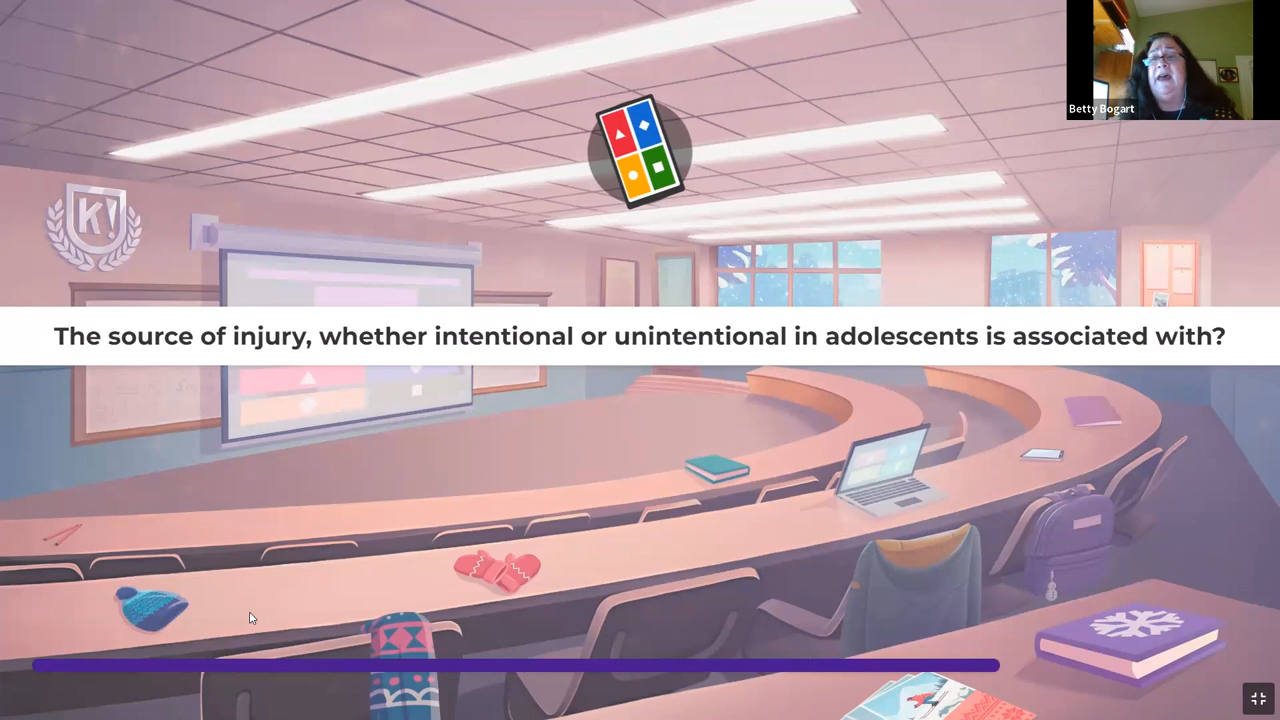 Betty Bogart
K!
The source of injury, whether intentional or unintentional in adolescents is associated with?